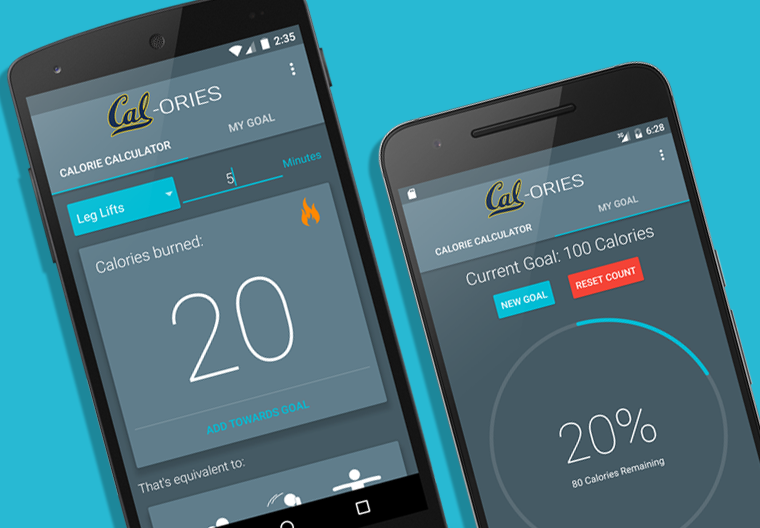 2:35
Cal-ORIES
CALORIE CALCULATOR MY GOAL
Leg Lifts 5 Minutes
Calories burned:
20
ADD TOWARDS GOAL
That's equivalent to:
3G 6:28
Cal-ORIES
CALORIE CALCULATOR MY GOAL
Current Goal: 100 Calories
NEW GOAL RESET COUNT
20%
80 Calories Remaining